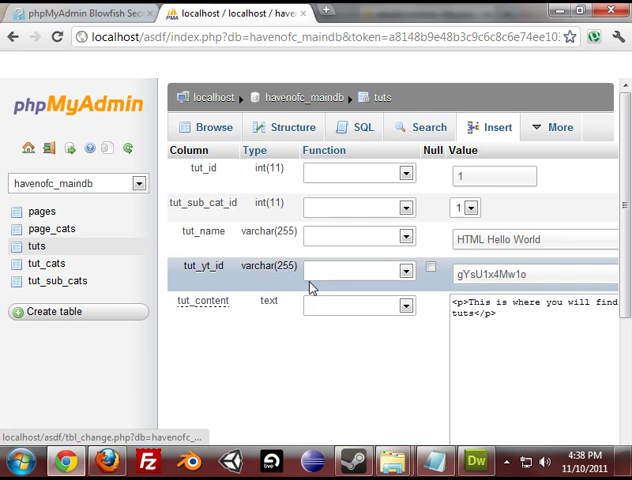 phpMyAdmin Blowfish Sec
localhost / localhost / have
localhost/asdf/index.php?db=havenofc_maindb&token=a8148b9e48b3c9c6c8c6e74ee10
phpMyAdmin
localhost
havenofc_maindb
tuts
Browse
Structure
SQL
Search
Insert
More
Column Type Function Null Value
tut_id int(11) 1
tut_sub_cat_id int(11) 1
tut_name varchar(255) HTML Hello World
tut_yt_id varchar(255) gYsU1x4Mw1o
tut_content text <p>This is where you will find
tuts</p>
havenofc_maindb
pages
page_cats
tuts
tut_cats
tut_sub_cats
Create table
localhost/asdf/tbl_change.php?db=havenofc_...
live
Dw
4:38 PM
11/10/2011